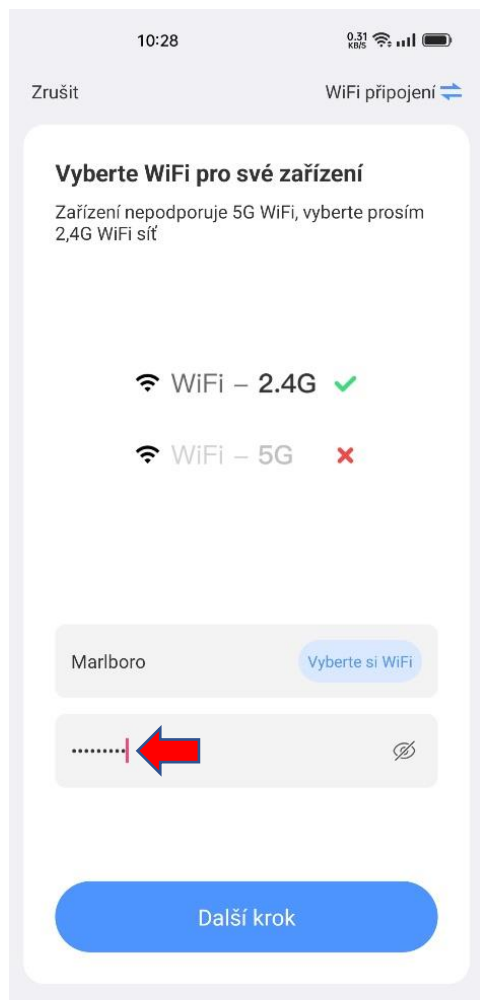 10:28
0.31
KB/S
Zrušit
WiFi připojení
Vyberte WiFi pro své zařízení
Zařízení nepodporuje 5G WiFi, vyberte prosím
2,4G WiFi síť
WiFi – 2.4G
WiFi – 5G
Marlboro
Vyberte si WiFi
•••••••••
Další krok